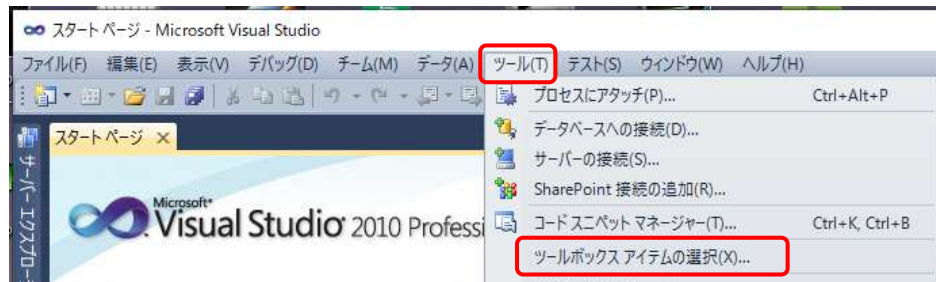 スタート ページ - Microsoft Visual Studio
ファイル(F) 編集(E) 表示(V) デバッグ(D) チーム(M) データ(A) ツール(T) テスト(S) ウィンドウ(W) ヘルプ(H)
プロセスにアタッチ(P)... Ctrl+Alt+P
スタート ページ
データベースへの接続(D)...
サーバーの接続(S)...
SharePoint 接続の追加(R)...
サーバー エクスプロー
Microsoft
Visual Studio 2010 Professi
コード スニペット マネージャー(T)... Ctrl+K, Ctrl+B
ツールボックス アイテムの選択(X)...